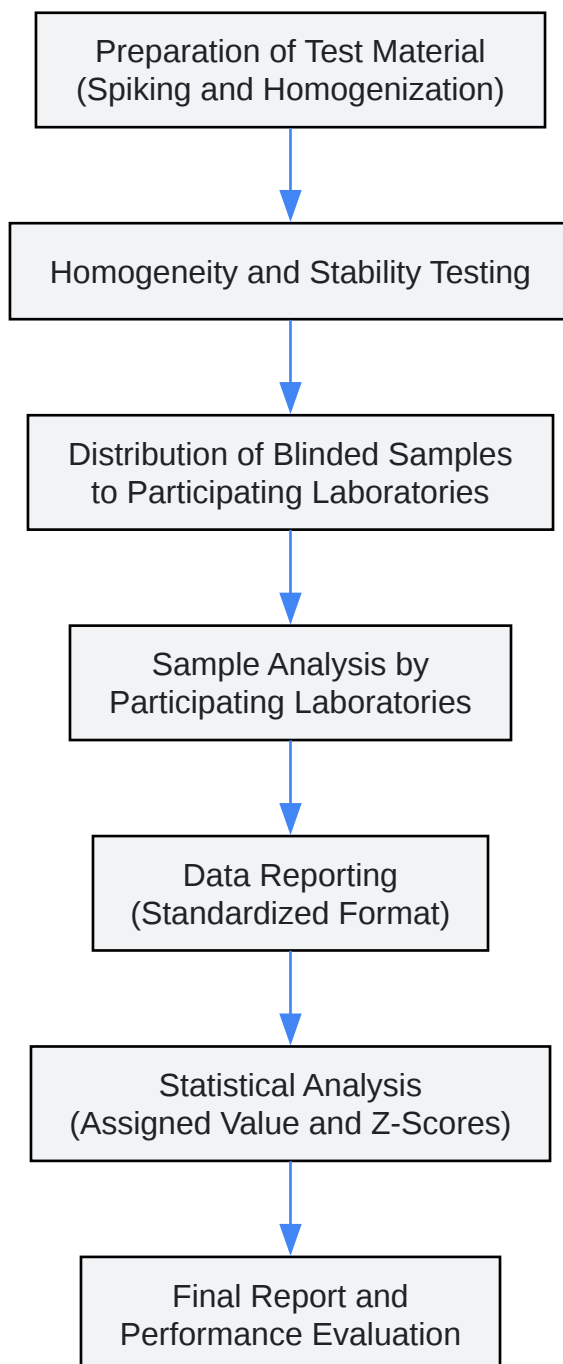 Preparation of Test Material
(Spiking and Homogenization)
Homogeneity and Stability Testing
Distribution of Blinded Samples
to Participating Laboratories
Sample Analysis by
Participating Laboratories
Data Reporting
(Standardized Format)
Statistical Analysis
(Assigned Value and Z-Scores)
Final Report and
Performance Evaluation